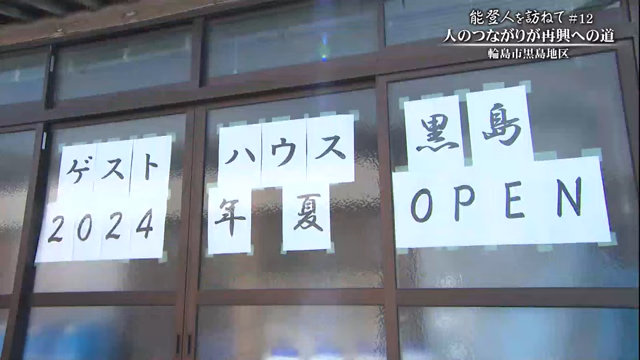 能登人を訪ねて #12
人のつながりが再興への道
輪島市黒島地区
ゲスト ハウス 黒島
2024 年 夏 OPEN